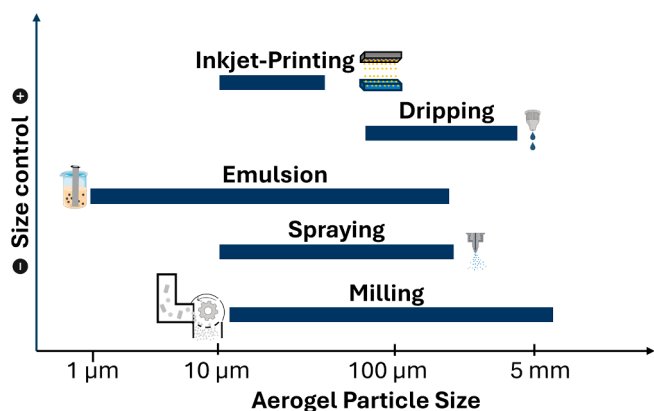 Inkjet-Printing
Dripping
Emulsion
Spraying
Milling
− Size control +
1 µm
10 µm
100 µm
5 mm
Aerogel Particle Size